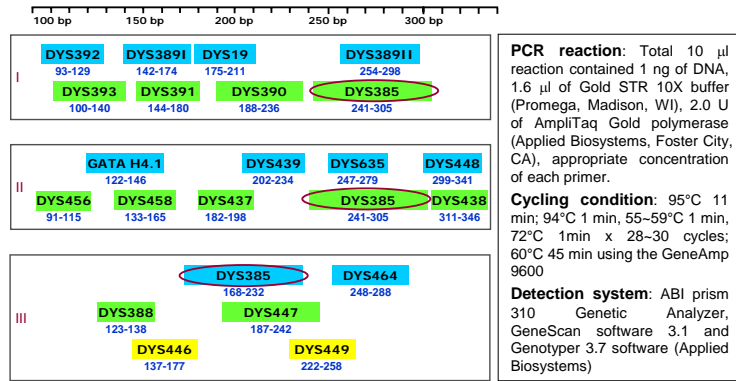 100 bp 150 bp 200 bp 250 bp 300 bp
I
DYS392 DYS389I DYS19 DYS389II
93-129 142-174 175-211 254-298
DYS393 DYS391 DYS390 DYS385
100-140 144-180 188-236 241-305
II
GATA H4.1 DYS439 DYS635 DYS448
122-146 202-234 247-279 299-341
DYS456 DYS458 DYS437 DYS385 DYS438
91-115 133-165 182-198 241-305 311-346
III
DYS385 DYS464
168-232 248-288
DYS388 DYS447
123-138 187-242
DYS446 DYS449
137-177 222-258
PCR reaction: Total 10 µl
reaction contained 1 ng of DNA,
1.6 µl of Gold STR 10X buffer
(Promega, Madison, WI), 2.0 U
of AmpliTaq Gold polymerase
(Applied Biosystems, Foster City,
CA), appropriate concentration
of each primer.
Cycling condition: 95°C 11
min; 94°C 1 min, 55~59°C 1 min,
72°C 1min x 28~30 cycles;
60°C 45 min using the GeneAmp
9600
Detection system: ABI prism
310 Genetic Analyzer,
GeneScan software 3.1 and
Genotyper 3.7 software (Applied
Biosystems)